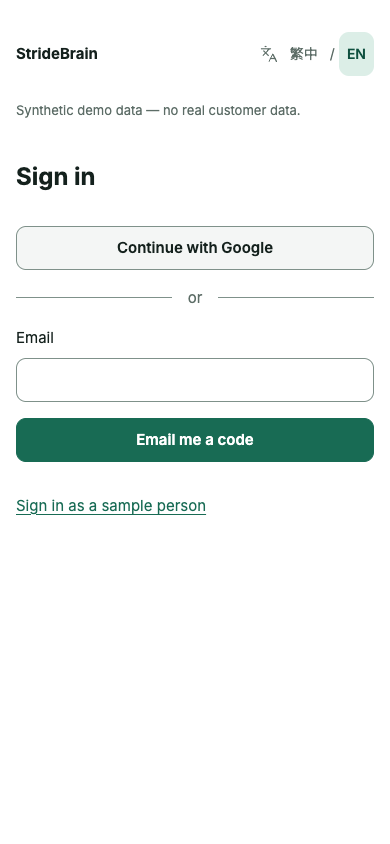 StrideBrain 繁中 / EN
Synthetic demo data — no real customer data.
Sign in
Continue with Google
or
Email
Email me a code
Sign in as a sample person